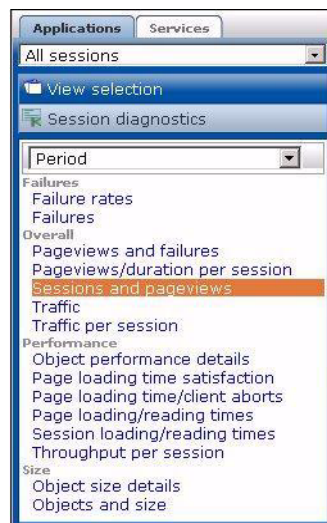 Applications Services
All sessions
View selection
Session diagnostics
Period
Failures
Failure rates
Failures
Overall
Pageviews and failures
Pageviews/duration per session
Sessions and pageviews
Traffic
Traffic per session
Performance
Object performance details
Page loading time satisfaction
Page loading time/client aborts
Page loading/reading times
Session loading/reading times
Throughput per session
Size
Object size details
Objects and size